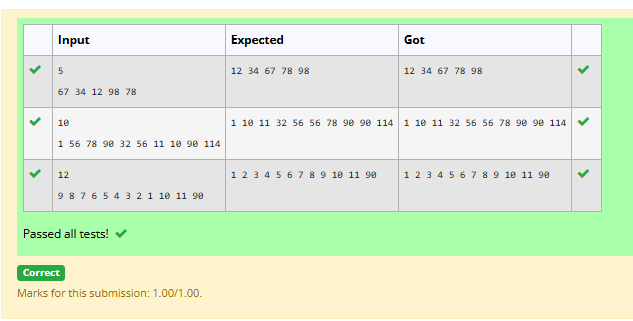 Input Expected Got
5 12 34 67 78 98 12 34 67 78 98
67 34 12 98 78
10 1 10 11 32 56 56 78 90 90 114 1 10 11 32 56 56 78 90 90 114
1 56 78 90 32 56 11 10 90 114
12 1 2 3 4 5 6 7 8 9 10 11 90 1 2 3 4 5 6 7 8 9 10 11 90
9 8 7 6 5 4 3 2 1 10 11 90
Passed all tests!
Correct
Marks for this submission: 1.00/1.00.